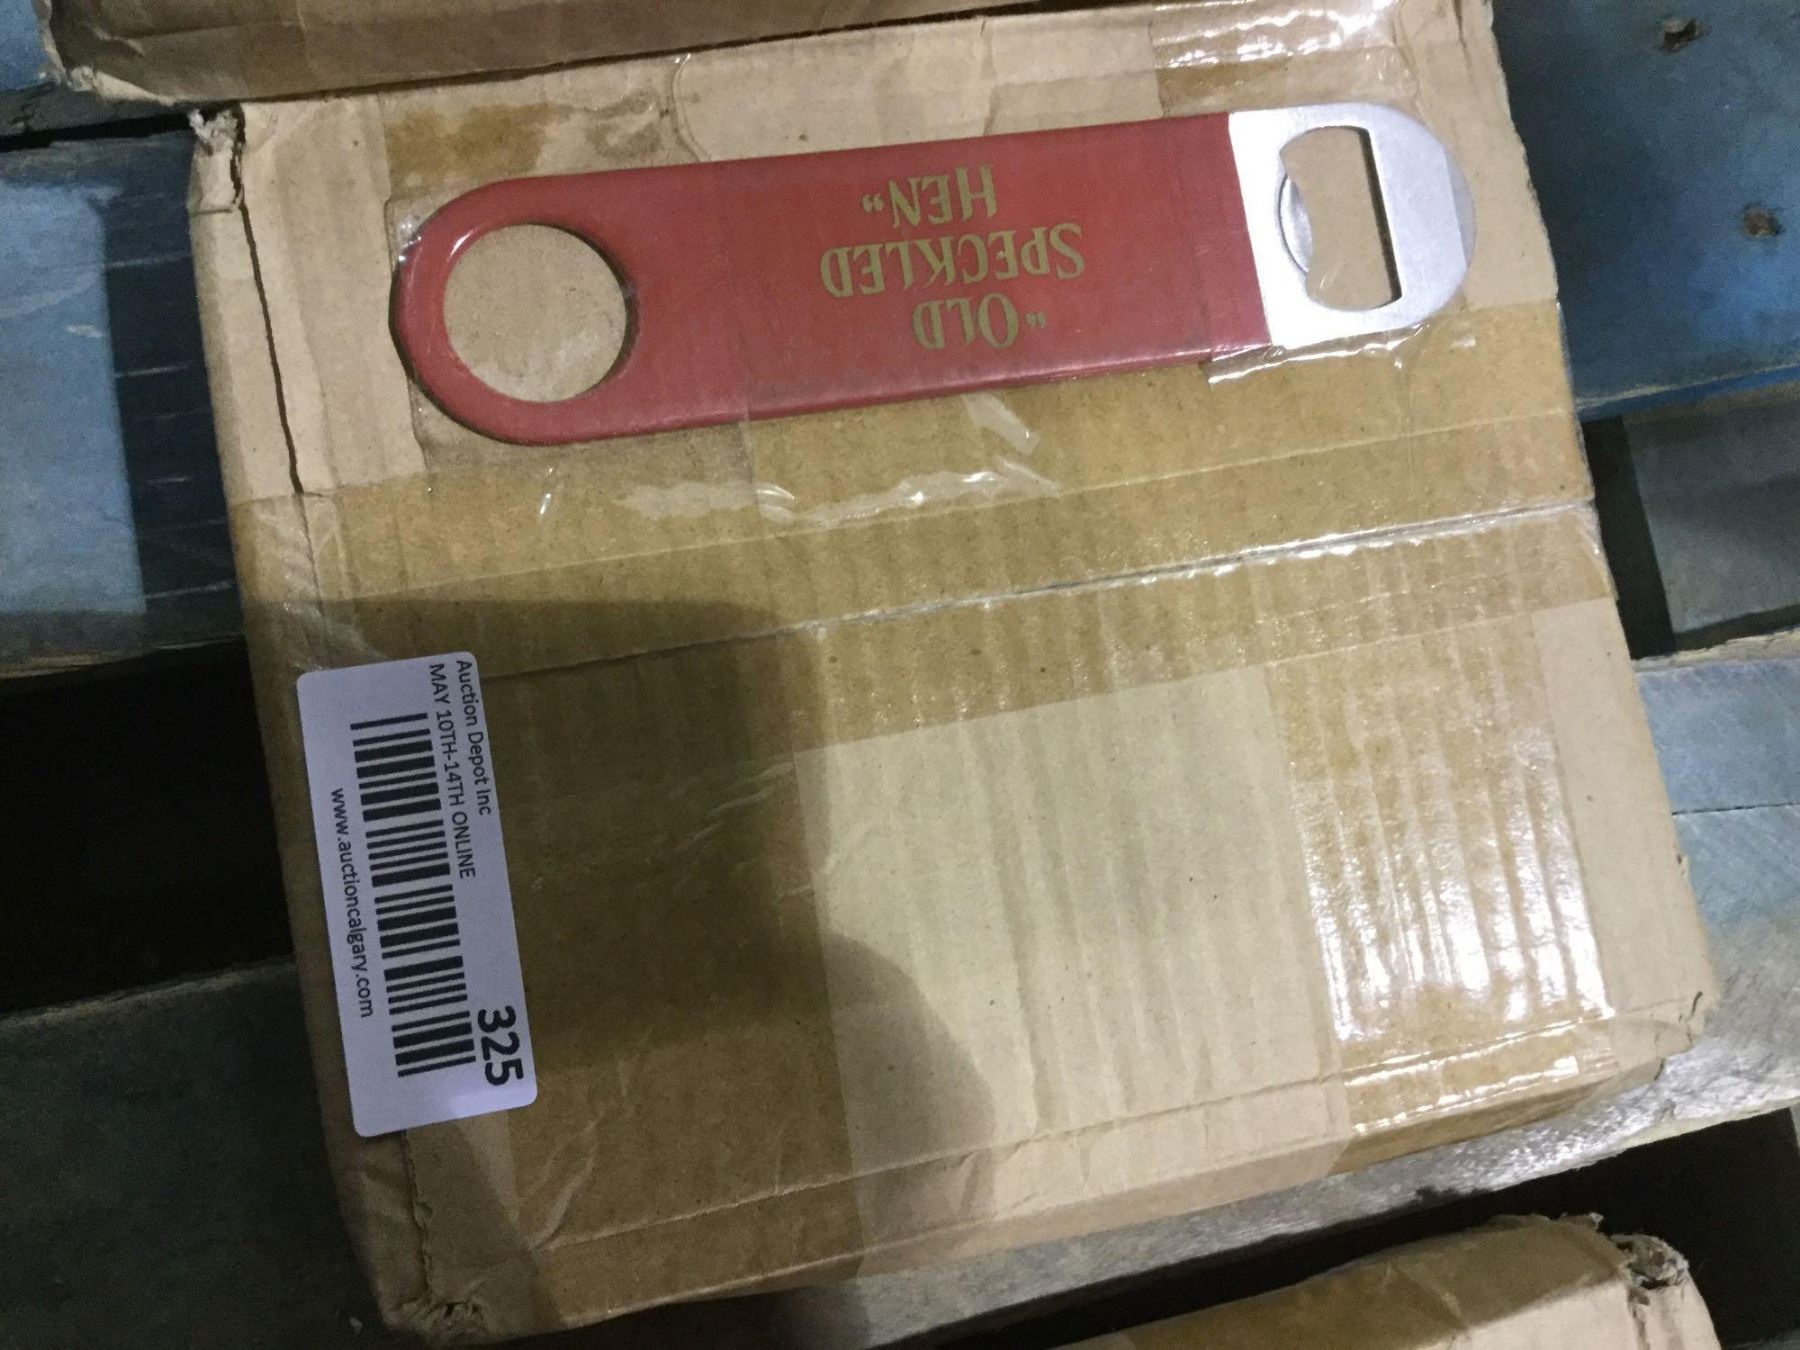 "OLD
SPECKLED
HEN"
Auction Depot Inc
MAY 10TH-14TH ONLINE
325
www.auctioncalgary.com